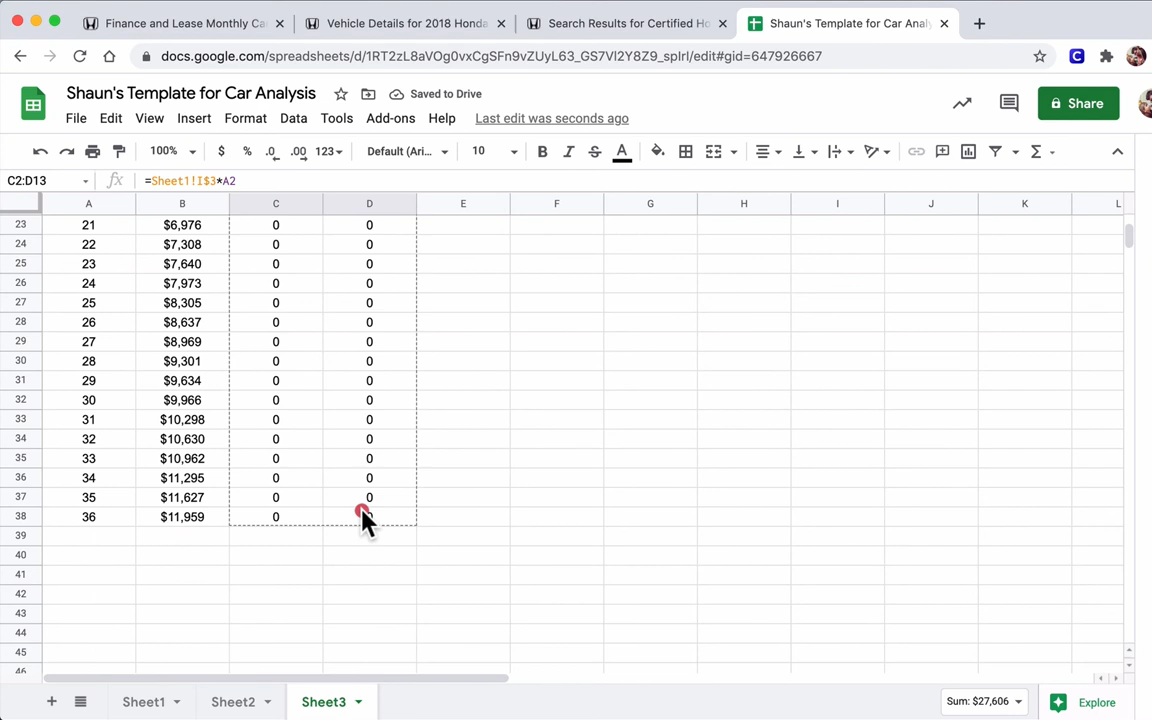 Finance and Lease Monthly Ca
Vehicle Details for 2018 Honda
Search Results for Certified Ho
Shaun's Template for Car Analy
docs.google.com/spreadsheets/d/1RT2zL8aVOg0vxCgSFn9vZUyL63_GS7Vl2Y8Z9_splrI/edit#gid=647926667
Shaun's Template for Car Analysis
Saved to Drive
File Edit View Insert Format Data Tools Add-ons Help Last edit was seconds ago
Share
100% $ % .0 .00 123 Default (Ari... 10 B I S A
C2:D13 fx =Sheet1!I$3*A2
A B C D E F G H I J K L
23 21 $6,976 0 0
24 22 $7,308 0 0
25 23 $7,640 0 0
26 24 $7,973 0 0
27 25 $8,305 0 0
28 26 $8,637 0 0
29 27 $8,969 0 0
30 28 $9,301 0 0
31 29 $9,634 0 0
32 30 $9,966 0 0
33 31 $10,298 0 0
34 32 $10,630 0 0
35 33 $10,962 0 0
36 34 $11,295 0 0
37 35 $11,627 0 0
38 36 $11,959 0
39
40
41
42
43
44
45
46
Sheet1 Sheet2 Sheet3 Sum: $27,606 Explore